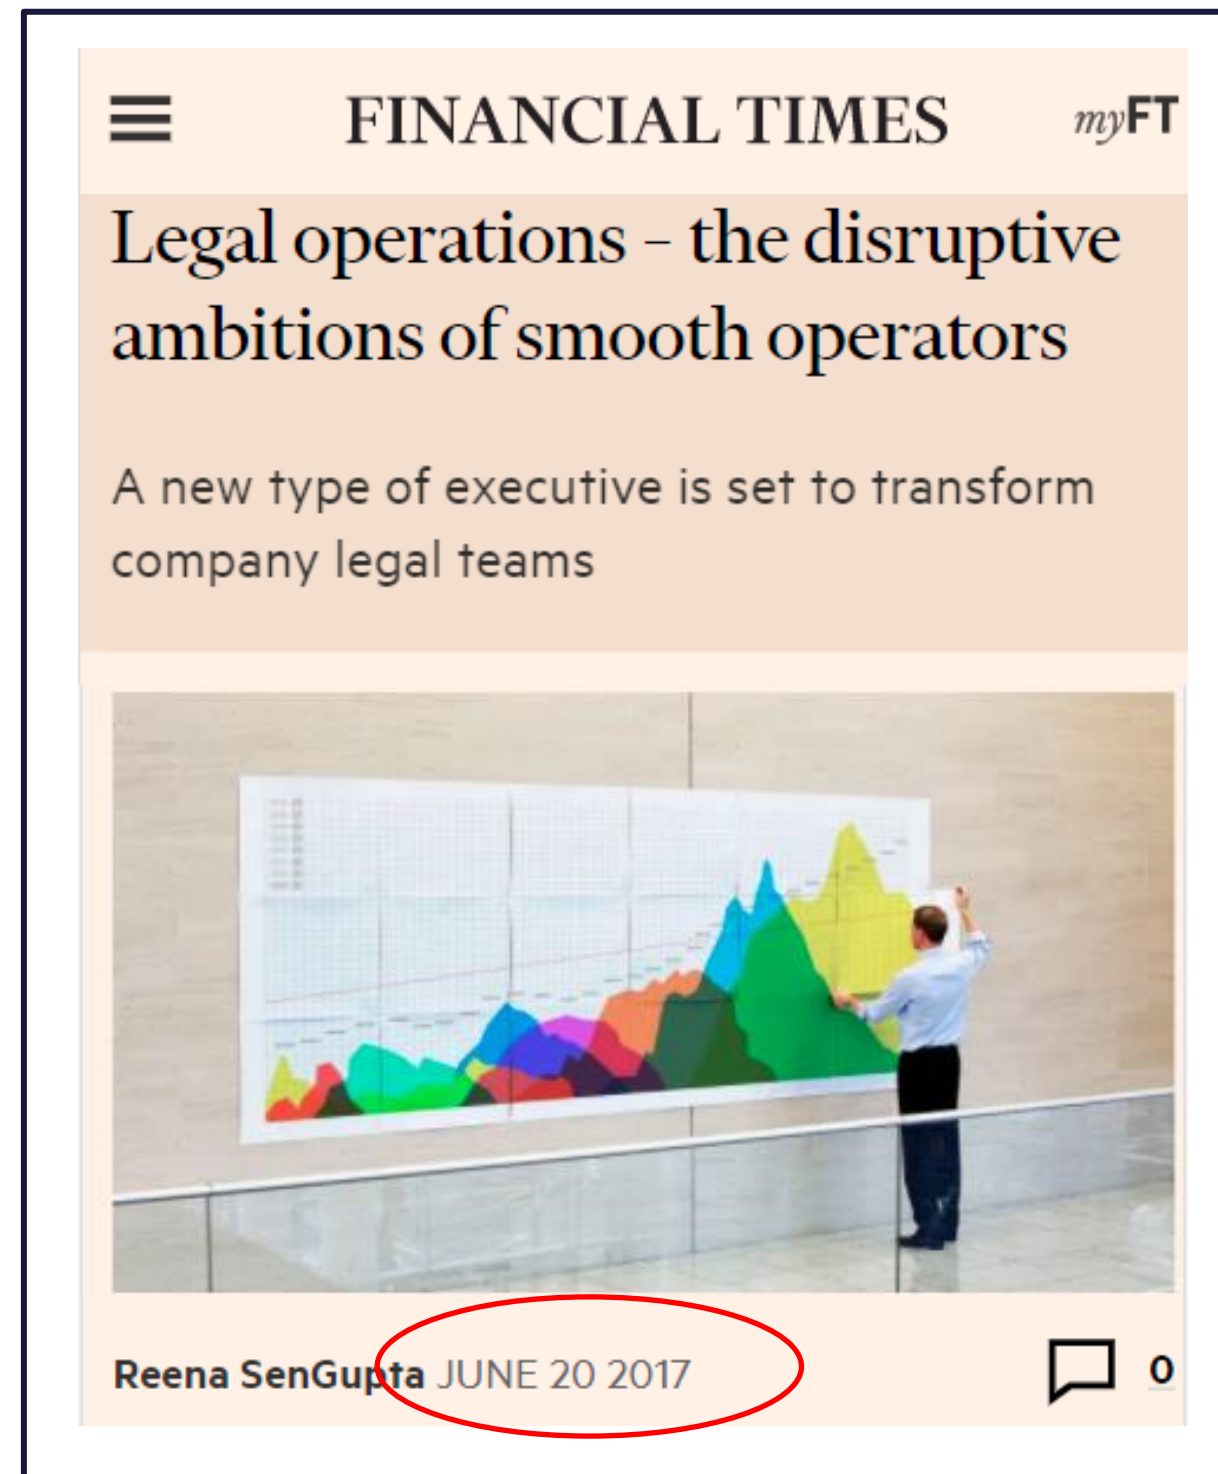 FINANCIAL TIMES
myFT
Legal operations – the disruptive
ambitions of smooth operators
A new type of executive is set to transform
company legal teams
Reena SenGupta JUNE 20 2017
0